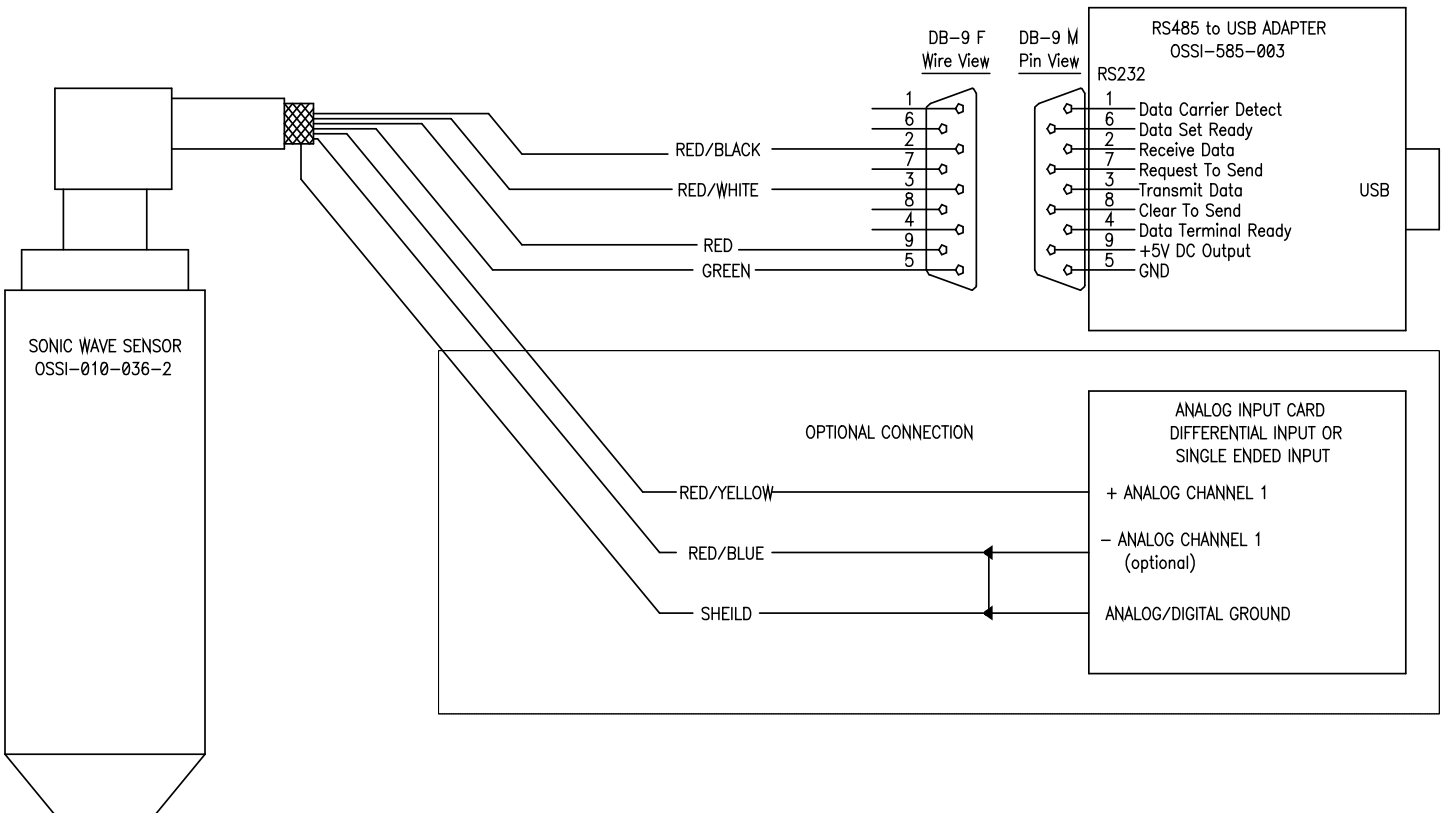 RS485 to USB ADAPTER
OSSI-585-003
DB-9 F
Wire View
DB-9 M
Pin View
RS232
1
6
2
7
3
8
4
9
5
1
6
2
7
3
8
4
9
5
Data Carrier Detect
Data Set Ready
Receive Data
Request To Send
Transmit Data
Clear To Send
Data Terminal Ready
+5V DC Output
GND
USB
RED/BLACK
RED/WHITE
RED
GREEN
SONIC WAVE SENSOR
OSSI-010-036-2
OPTIONAL CONNECTION
ANALOG INPUT CARD
DIFFERENTIAL INPUT OR
SINGLE ENDED INPUT
RED/YELLOW
+ ANALOG CHANNEL 1
RED/BLUE
- ANALOG CHANNEL 1
(optional)
SHEILD
ANALOG/DIGITAL GROUND